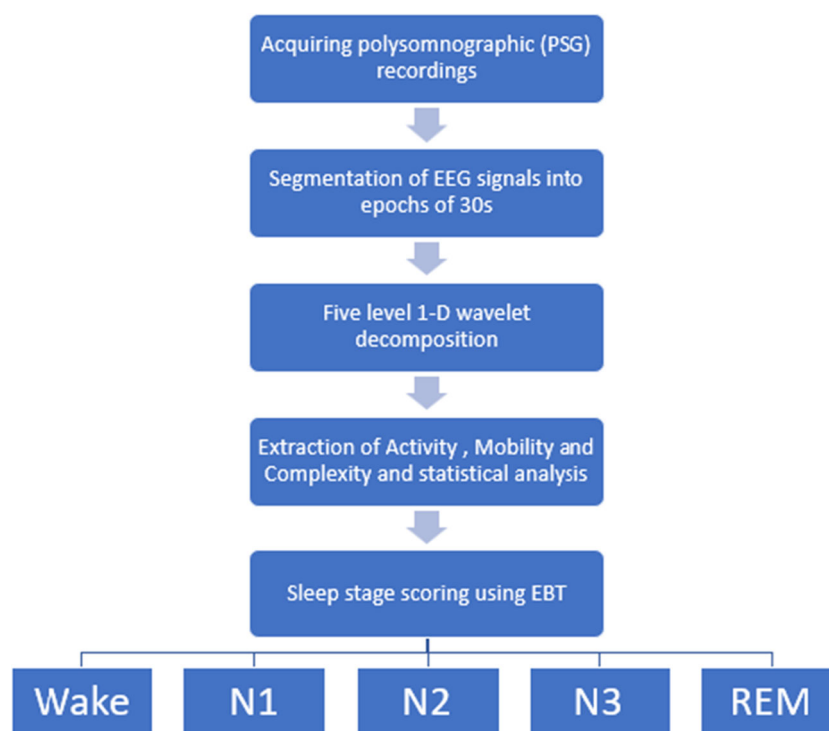 Acquiring polysomnographic (PSG)
recordings
Segmentation of EEG signals into
epochs of 30s
Five level 1-D wavelet
decomposition
Extraction of Activity , Mobility and
Complexity and statistical analysis
Sleep stage scoring using EBT
Wake
N1
N2
N3
REM